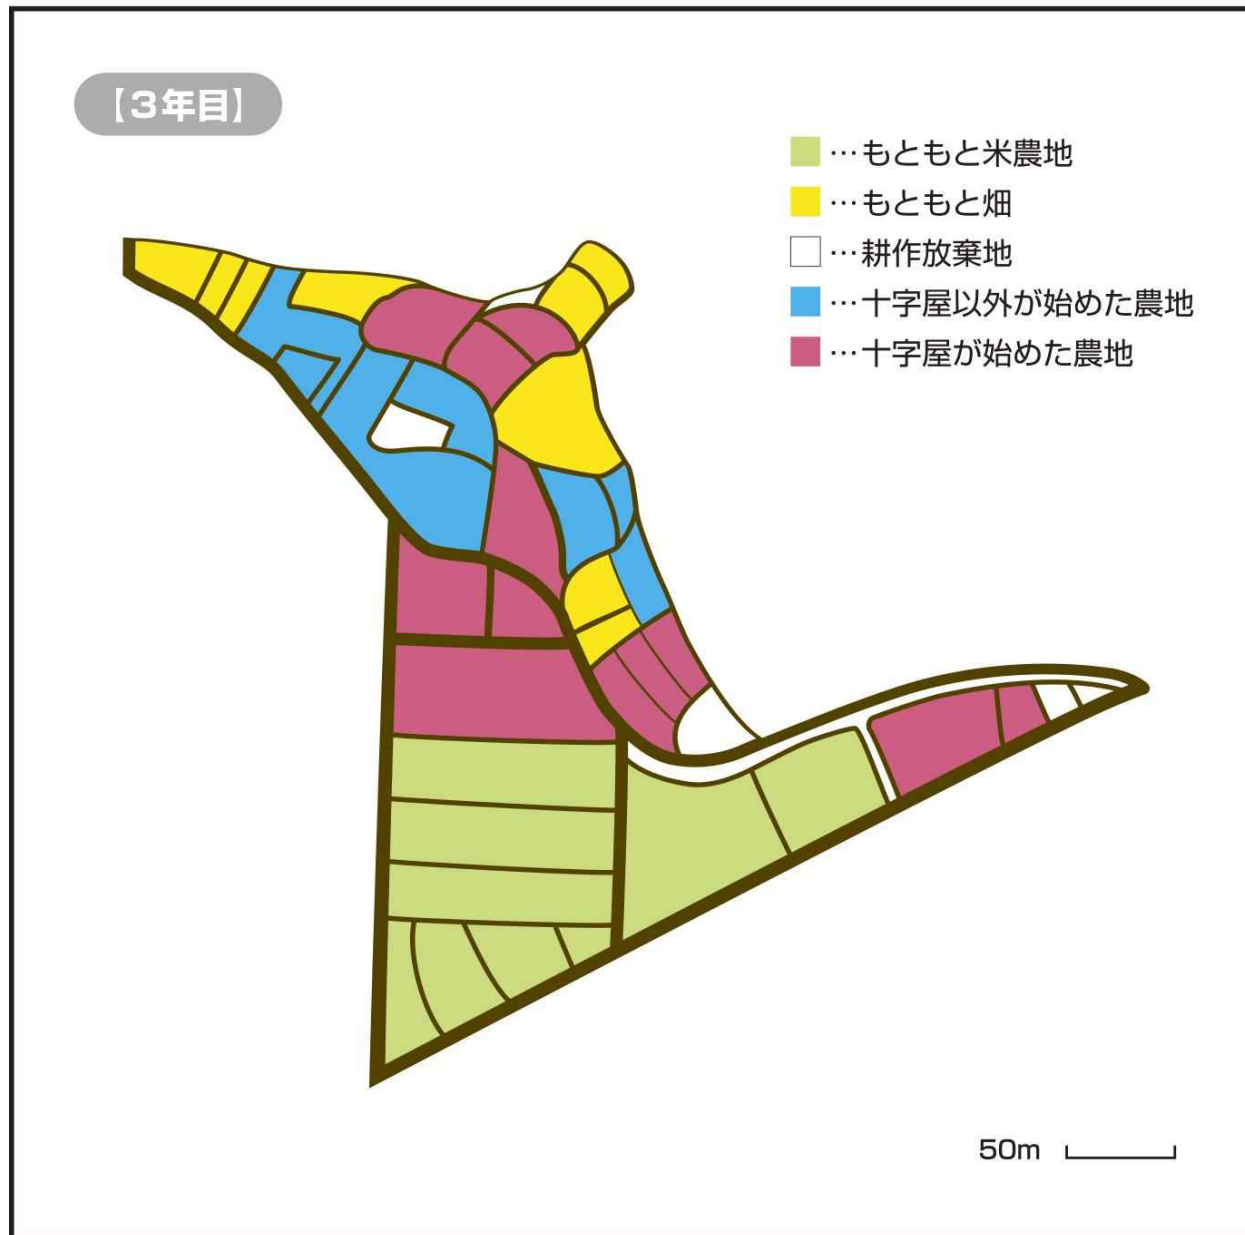 【3年目】
…もともと米農地
…もともと畑
…耕作放棄地
…十字屋以外が始めた農地
…十字屋が始めた農地
50m